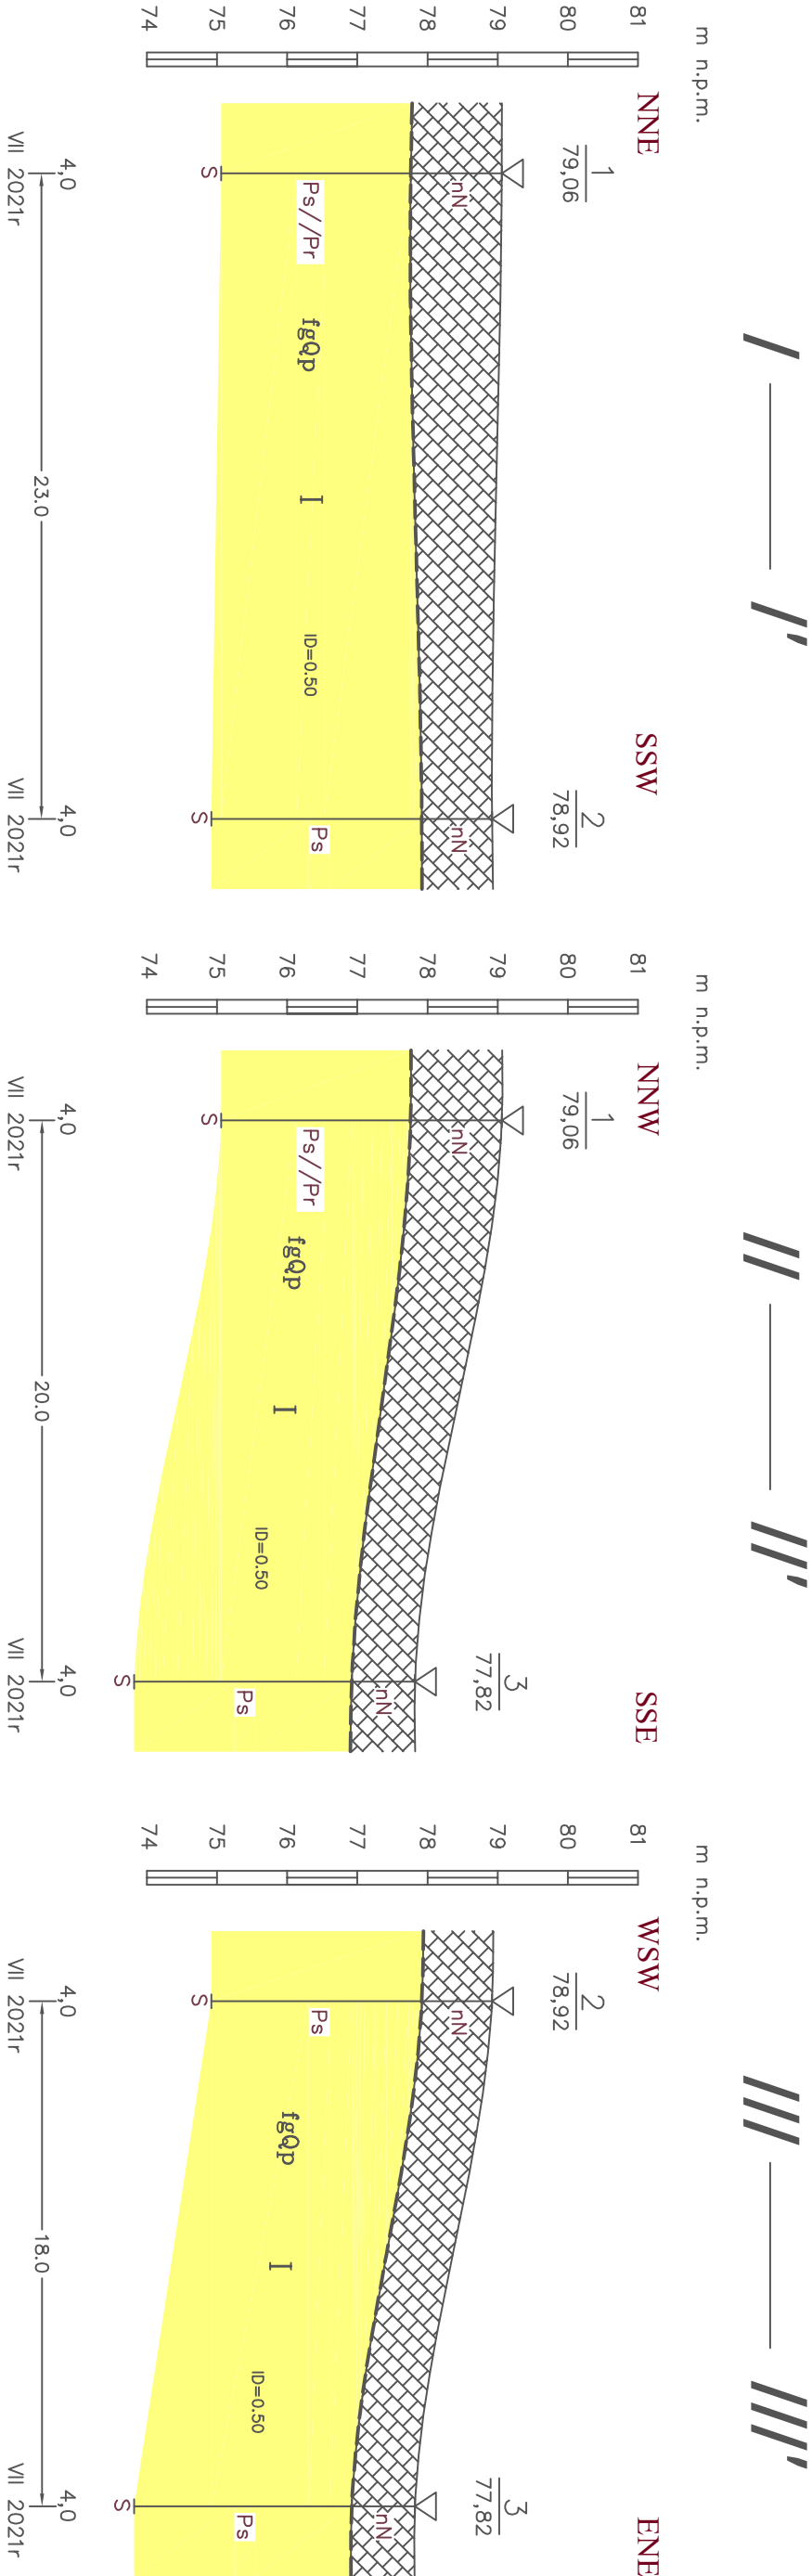 I — I'
m n.p.m.
NNE
SSW
81
80
79
78
77
76
75
74
1
79,06
2
78,92
nN
nN
Ps//Pr
fgQp
I
ID=0.50
Ps
S
S
4,0
4,0
23.0
VII 2021r
VII 2021r
II — II'
m n.p.m.
NNW
SSE
81
80
79
78
77
76
75
74
1
79,06
3
77,82
nN
nN
Ps//Pr
fgQp
I
ID=0.50
Ps
S
S
4,0
4,0
20.0
VII 2021r
VII 2021r
III — III'
m n.p.m.
WSW
ENE
81
80
79
78
77
76
75
74
2
78,92
3
77,82
nN
nN
Ps
fgQp
I
ID=0.50
Ps
S
S
4,0
4,0
18.0
VII 2021r
VII 2021r